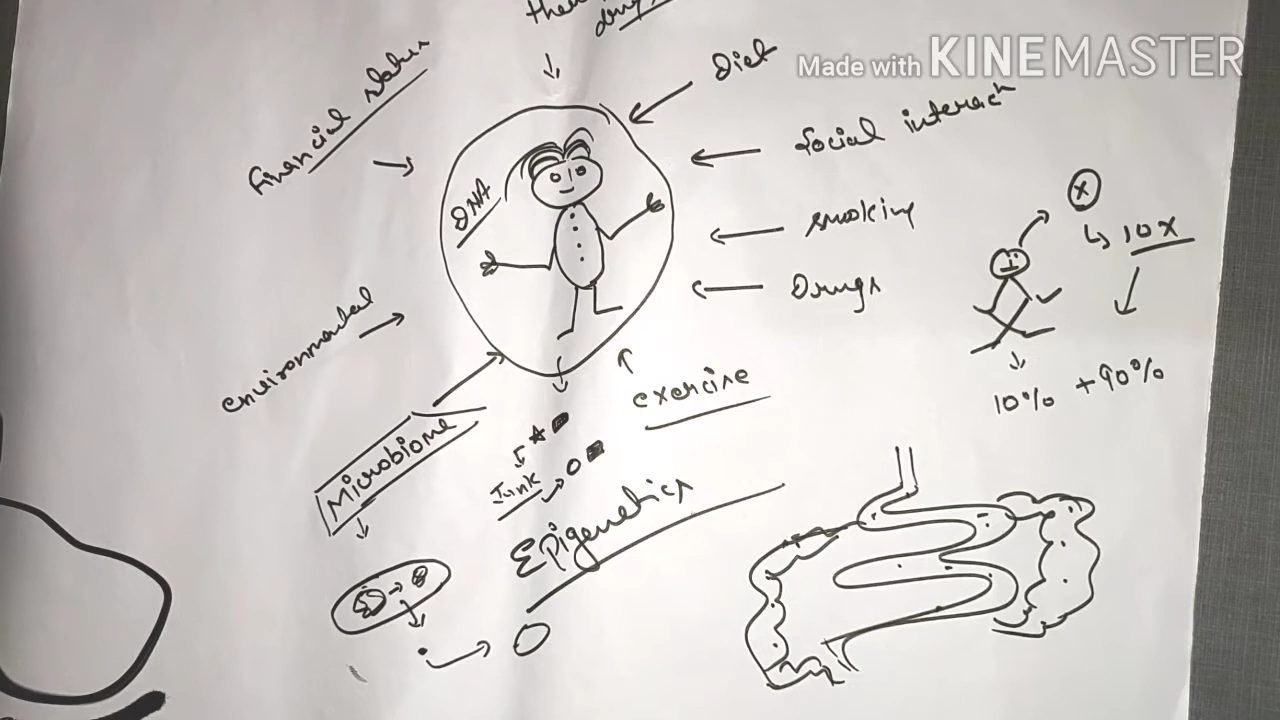 drugs
Made with KINEMASTER
Diet
Financial status
Social interact
DNA
smoking
x
10x
Drugs
environmental
exercise
10% +90%
Microbiome
Junk
Epigenetics